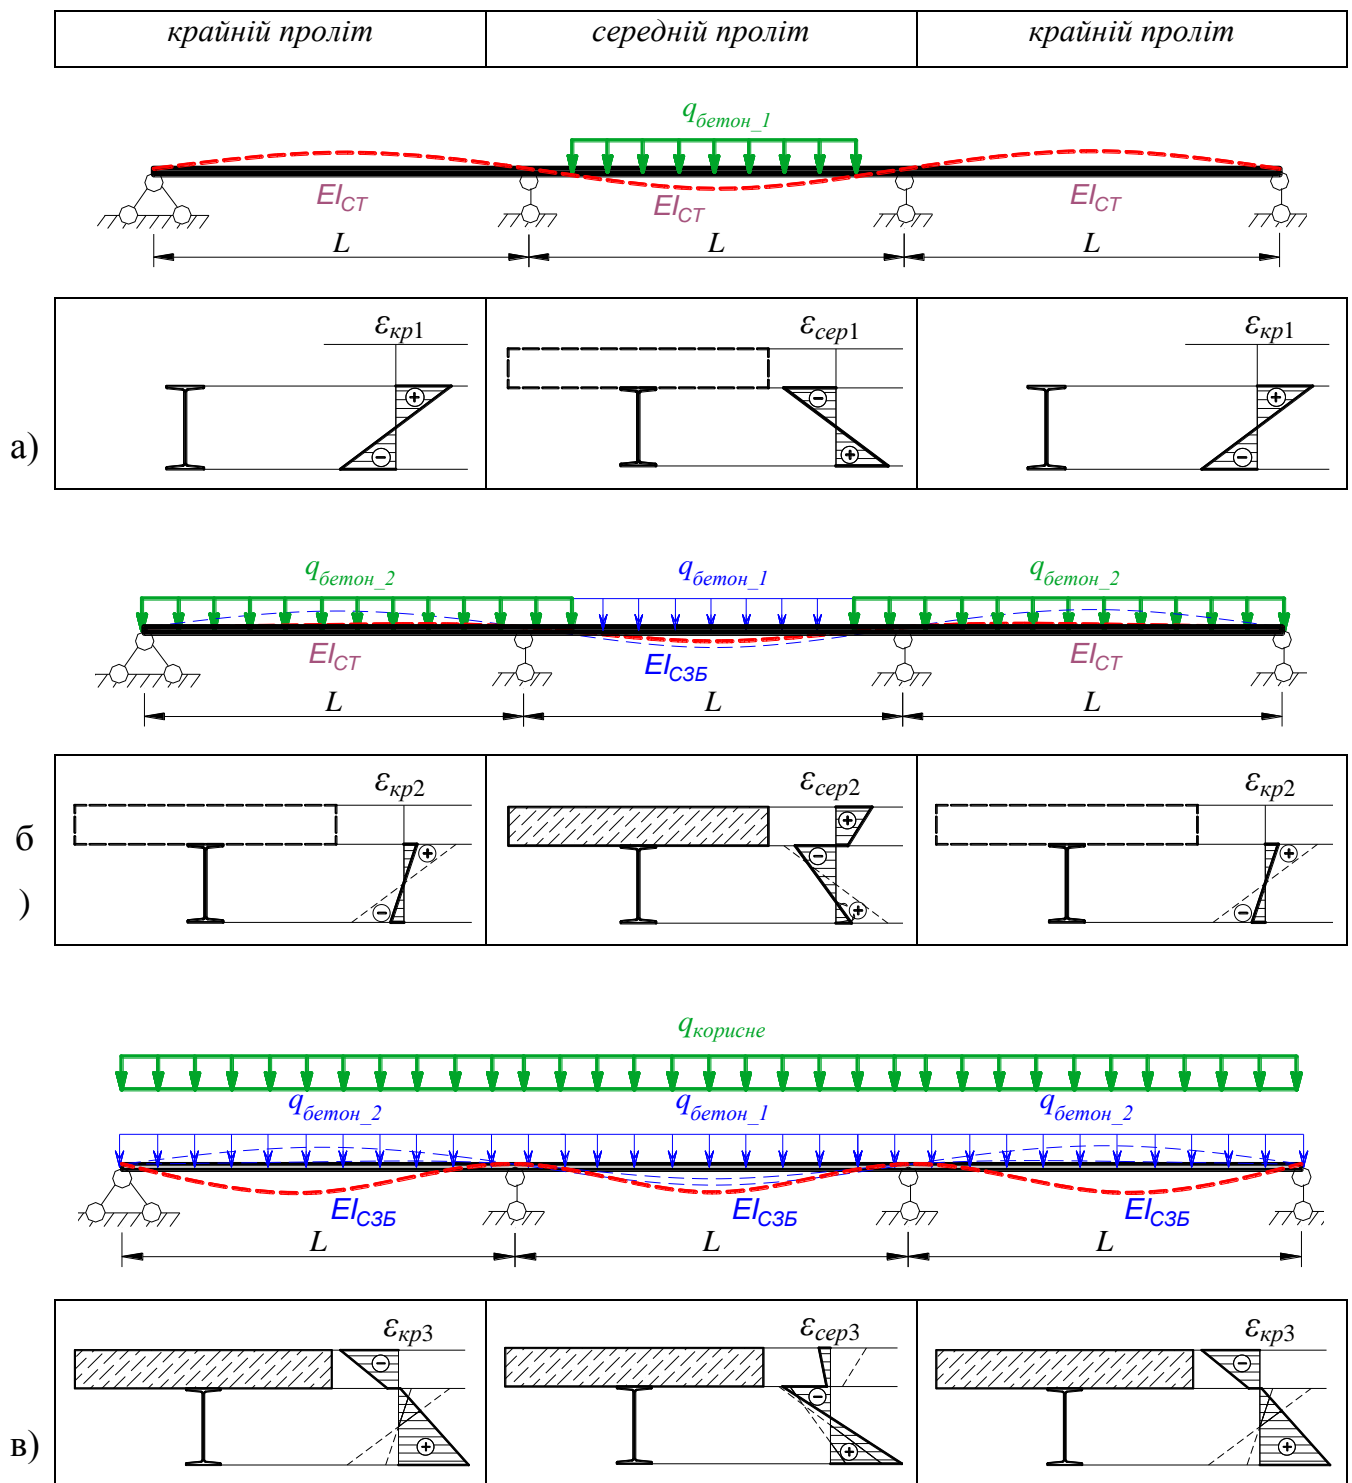 крайній проліт середній проліт крайній проліт
qбетон_1
EIСТ EIСТ EIСТ
L L L
а)
εкр1 εсер1 εкр1
+ − +
− + −
qбетон_2 qбетон_1 qбетон_2
EIСТ EIСЗБ EIСТ
L L L
б
)
εкр2 εсер2 εкр2
+
+ − +
− + −
qкорисне
qбетон_2 qбетон_1 qбетон_2
EIСЗБ EIСЗБ EIСЗБ
L L L
в)
εкр3 εсер3 εкр3
− − −
+ + +